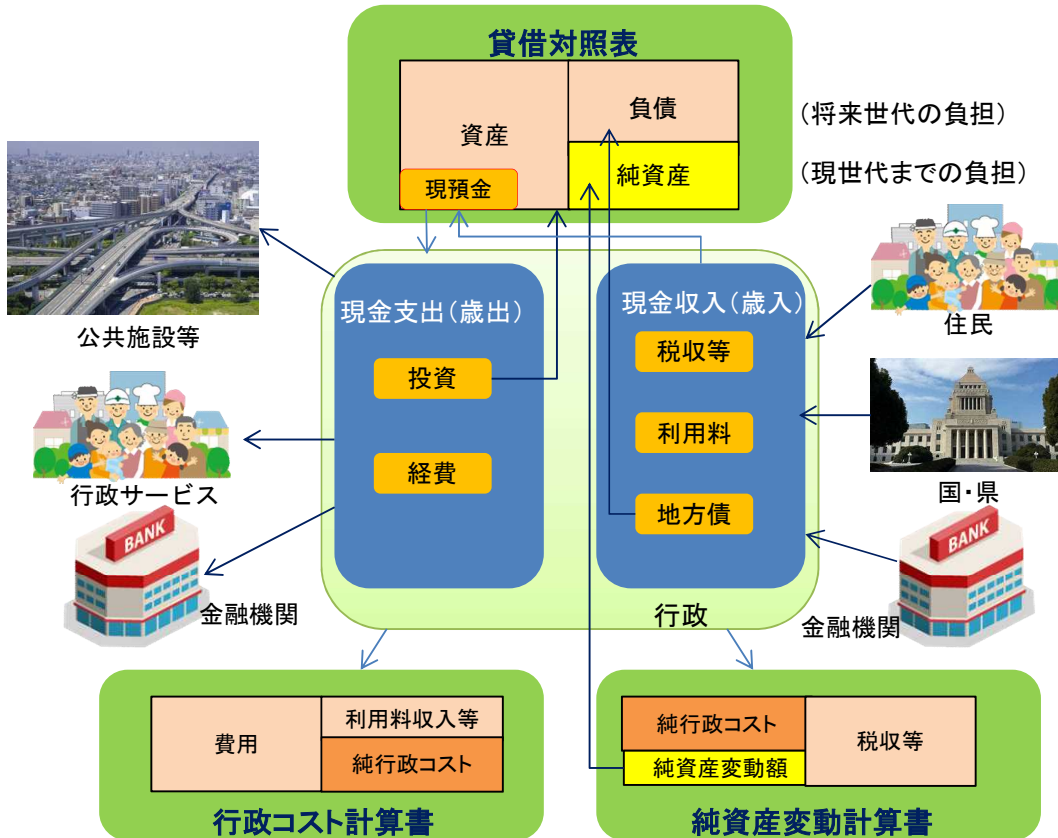 貸借対照表
資産
現預金
負債
純資産
(将来世代の負担)
(現世代までの負担)
公共施設等
行政サービス
BANK
金融機関
現金支出(歳出)
投資
経費
現金収入(歳入)
税収等
利用料
地方債
行政
住民
国・県
BANK
金融機関
費用
利用料収入等
純行政コスト
行政コスト計算書
純行政コスト
純資産変動額
税収等
純資産変動計算書